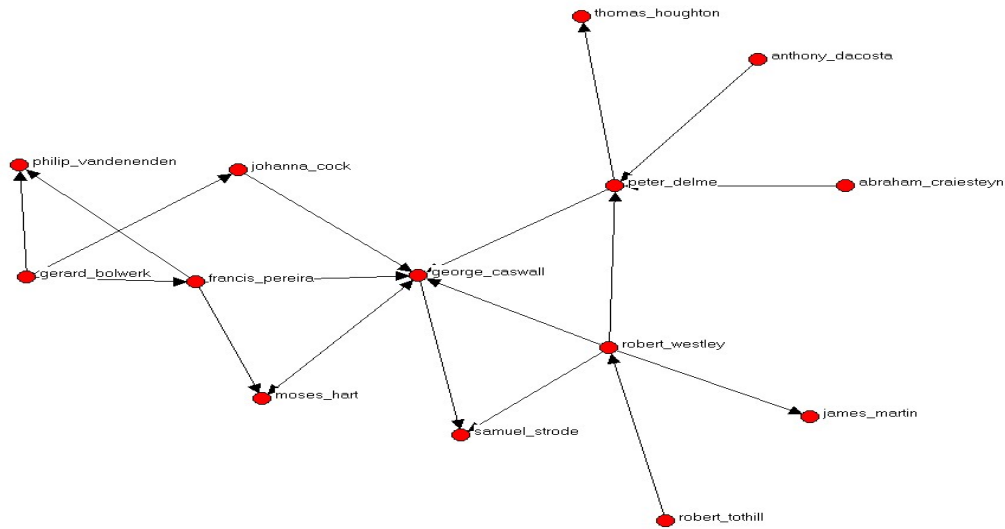 thomas_houghton
anthony_dacosta
philip_vandenenden
johanna_cock
peter_delme
abraham_craiesteyn
gerard_bolwerk
francis_pereira
george_caswall
robert_westley
moses_hart
james_martin
samuel_strode
robert_tothill